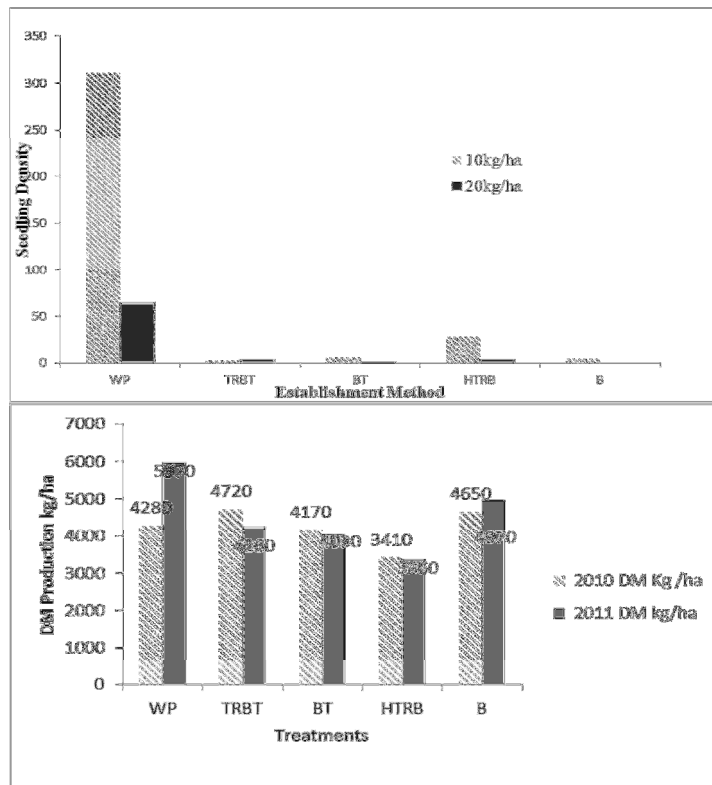 350
300
250
200
150
100
50
0
Seedling Density
10kg/ha
20kg/ha
WP TRBT BT HTRB B
Establishment Method
7000
6000
5000
4000
3000
2000
1000
0
DM Production kg/ha
4280 4720 4170 3410 4650
2010 DM Kg /ha
2011 DM kg/ha
WP TRBT BT HTRB B
Treatments